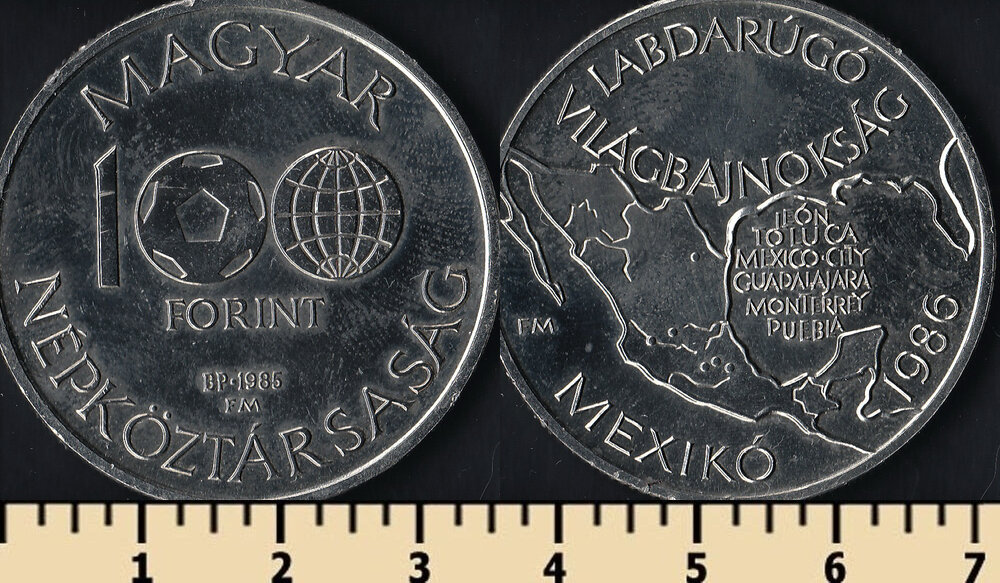 MAGYAR
100
FORINT
BP·1985
FM
NÉPKÖZTÁRSASÁG
LABDARÚGÓ
VILÁGBAJNOKSÁG
LEÓN
TOLUCA
MEXICO·CITY
GUADALAJARA
MONTERREY
PUEBLA
FM
MEXIKÓ
1986
1 2 3 4 5 6 7